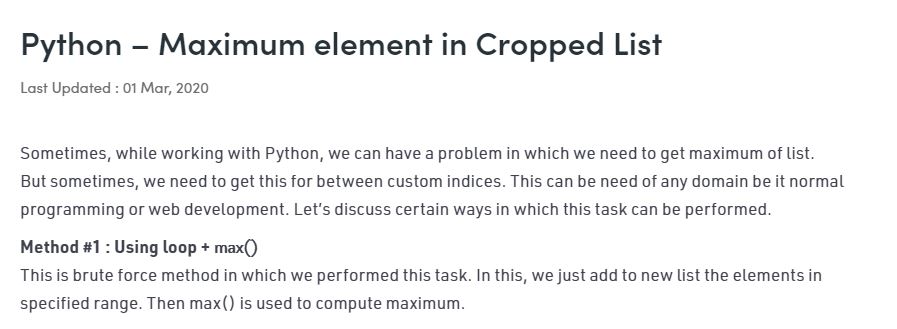 Python – Maximum element in Cropped List
Last Updated : 01 Mar, 2020
Sometimes, while working with Python, we can have a problem in which we need to get maximum of list.
But sometimes, we need to get this for between custom indices. This can be need of any domain be it normal
programming or web development. Let’s discuss certain ways in which this task can be performed.
Method #1 : Using loop + max()
This is brute force method in which we performed this task. In this, we just add to new list the elements in
specified range. Then max() is used to compute maximum.